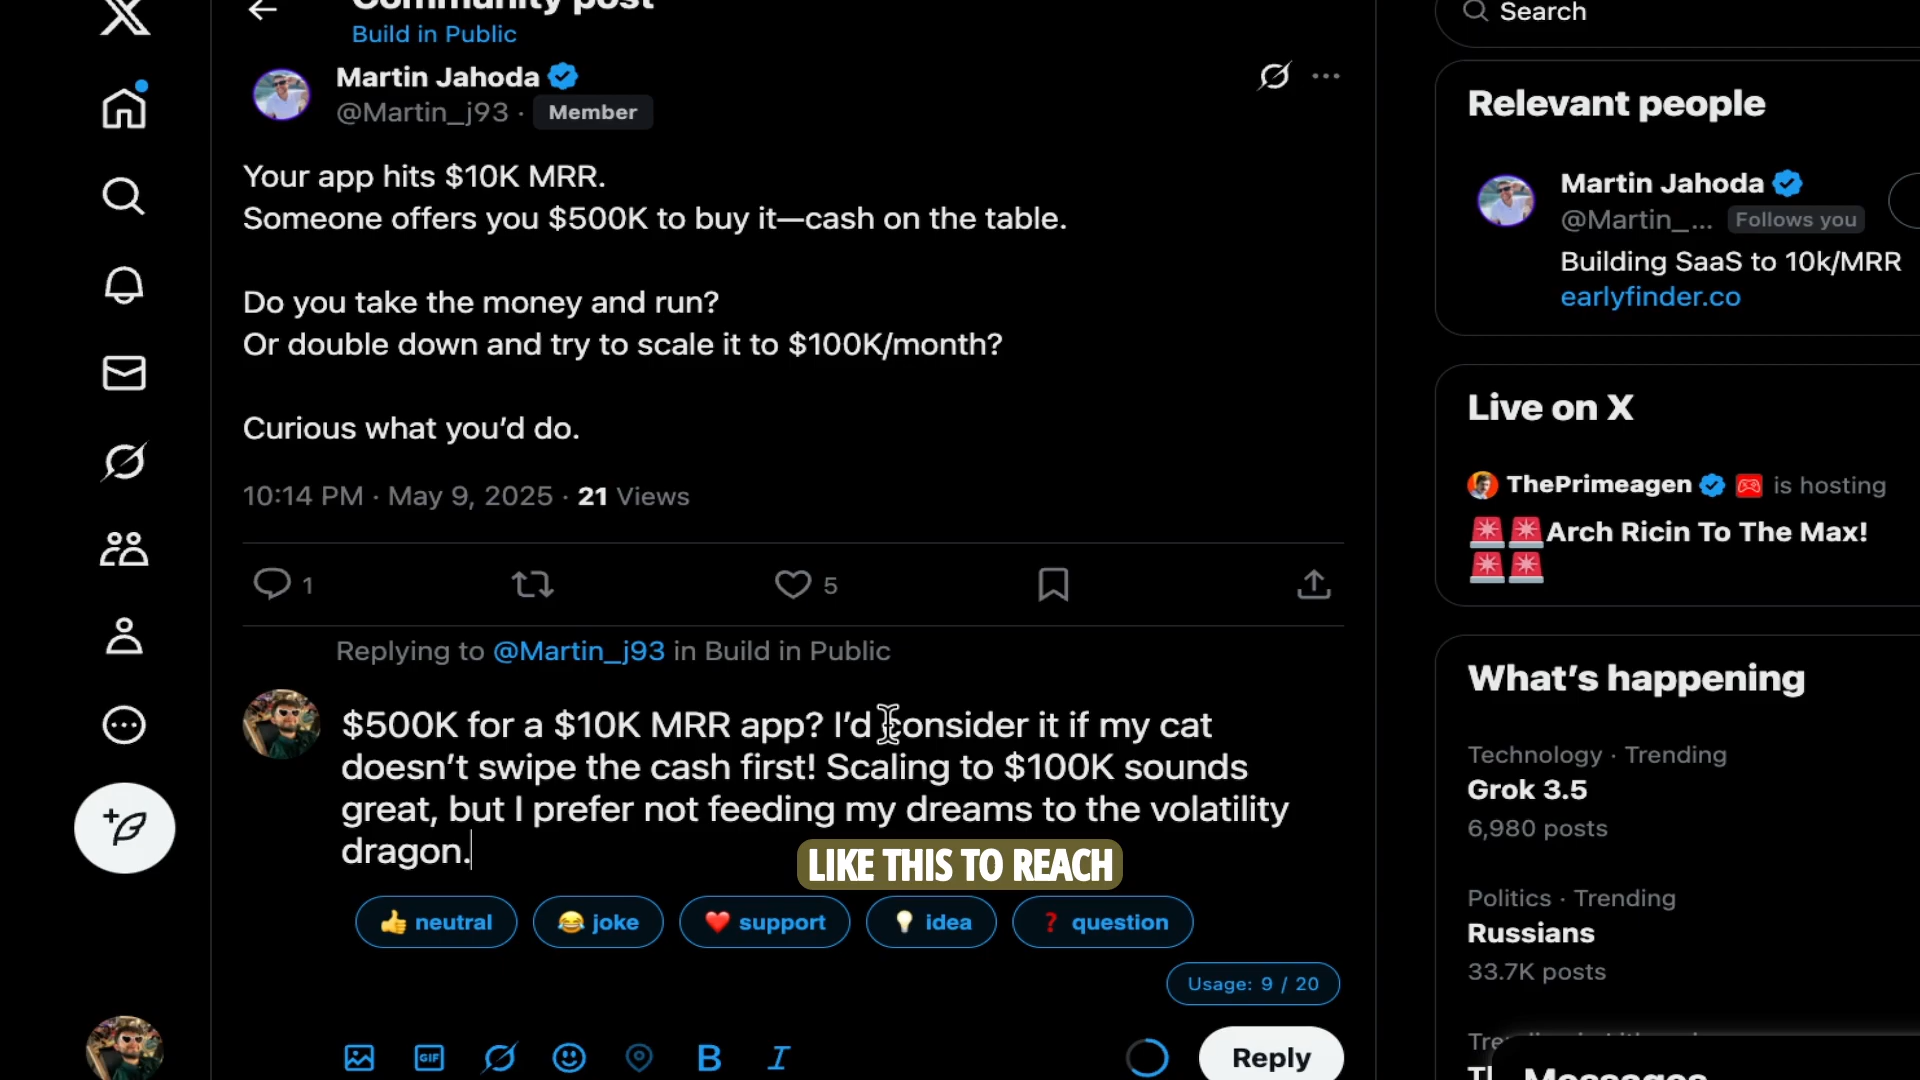 Community post
Build in Public
Martin Jahoda
@Martin_j93 · Member
Your app hits $10K MRR.
Someone offers you $500K to buy it—cash on the table.
Do you take the money and run?
Or double down and try to scale it to $100K/month?
Curious what you’d do.
10:14 PM · May 9, 2025 · 21 Views
1
5
Replying to @Martin_j93 in Build in Public
$500K for a $10K MRR app? I’d consider it if my cat
doesn’t swipe the cash first! Scaling to $100K sounds
great, but I prefer not feeding my dreams to the volatility
dragon.
LIKE THIS TO REACH
neutral
joke
support
idea
question
Usage: 9 / 20
GIF
B
I
Reply
Search
Relevant people
Martin Jahoda
@Martin_... Follows you
Building SaaS to 10k/MRR
earlyfinder.co
Live on X
ThePrimeagen is hosting
Arch Ricin To The Max!
What’s happening
Technology · Trending
Grok 3.5
6,980 posts
Politics · Trending
Russians
33.7K posts
Messages